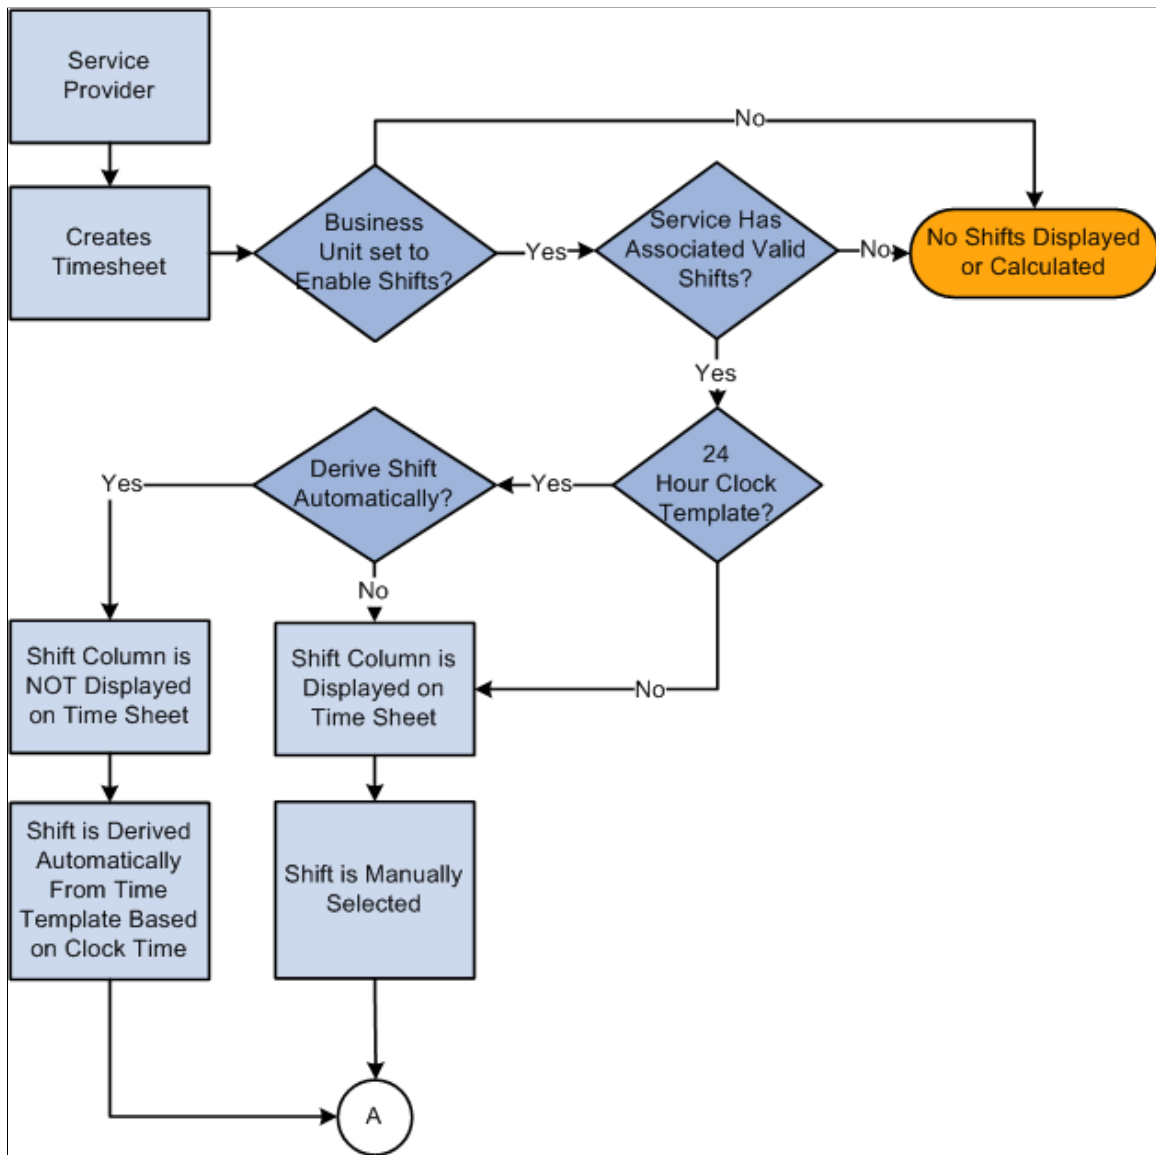 Service
Provider
Creates
Timesheet
Business
Unit set to
Enable Shifts?
No
Yes
Service Has
Associated Valid
Shifts?
No
No Shifts Displayed
or Calculated
Yes
24
Hour Clock
Template?
Yes
Derive Shift
Automatically?
Yes
No
No
Shift Column is
NOT Displayed
on Time Sheet
Shift Column is
Displayed on
Time Sheet
Shift is Derived
Automatically
From Time
Template Based
on Clock Time
Shift is Manually
Selected
A